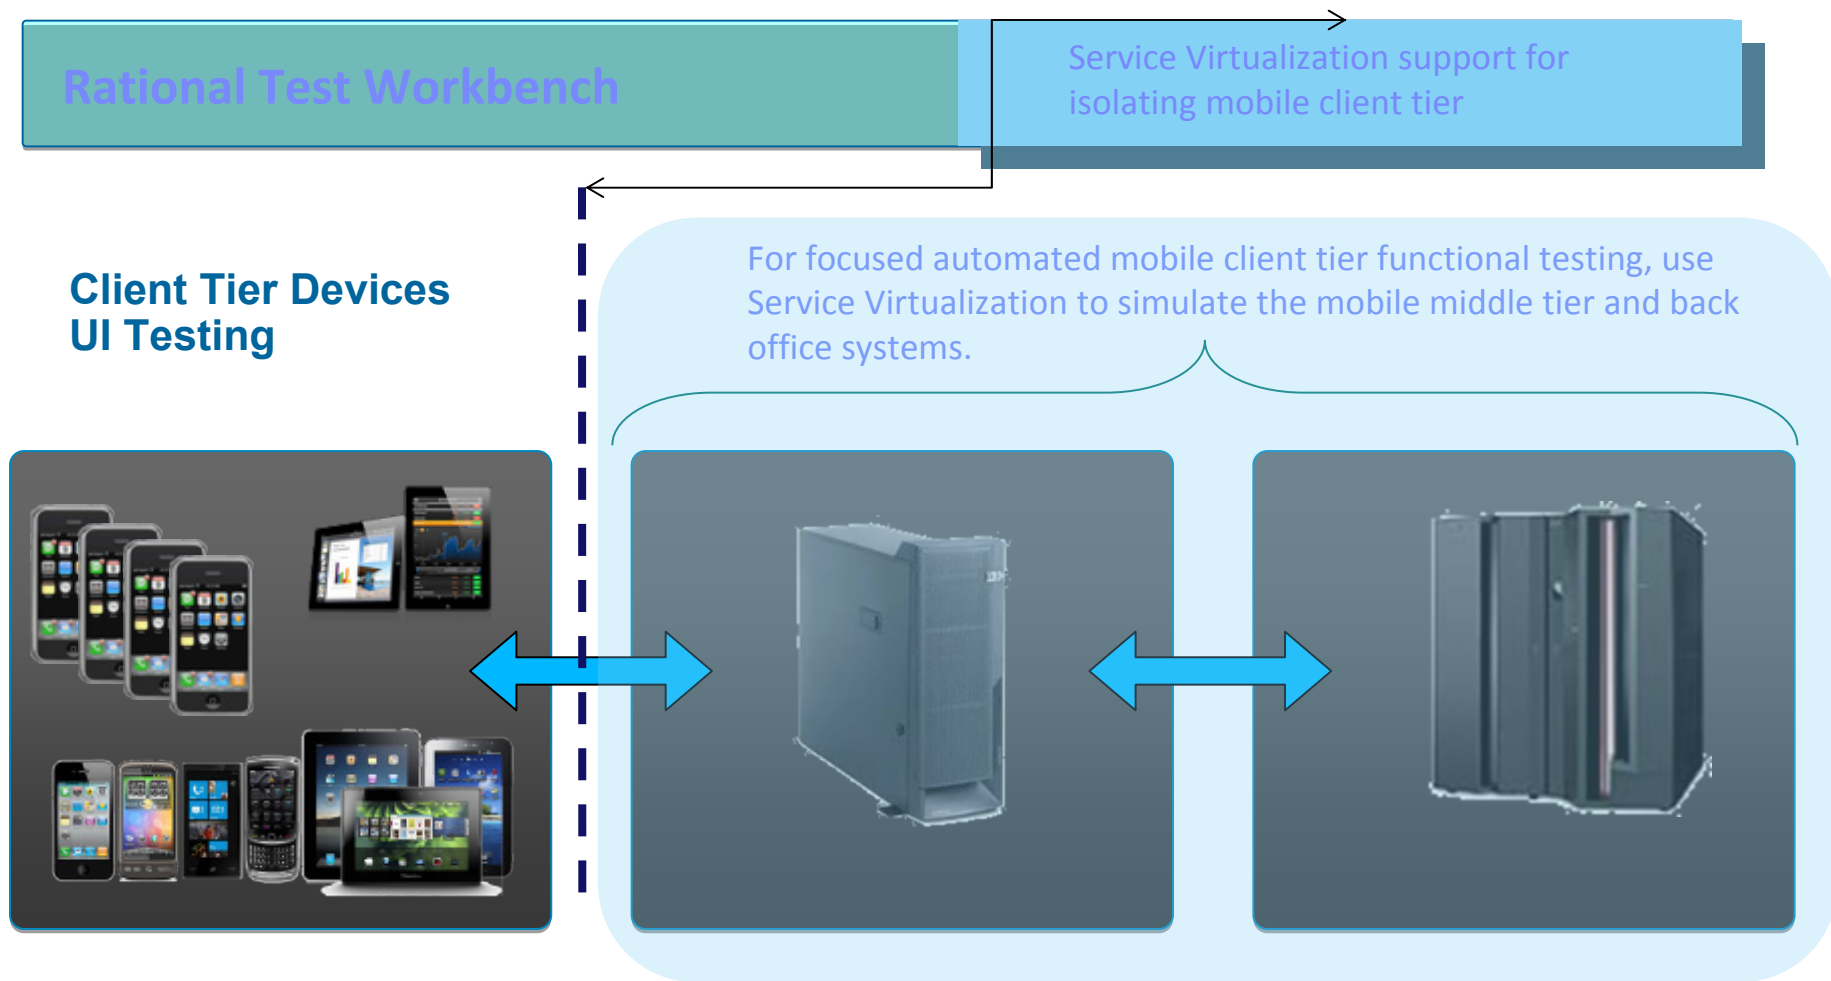 Rational Test Workbench
Service Virtualization support for
isolating mobile client tier
Client Tier Devices
UI Testing
For focused automated mobile client tier functional testing, use
Service Virtualization to simulate the mobile middle tier and back
office systems.